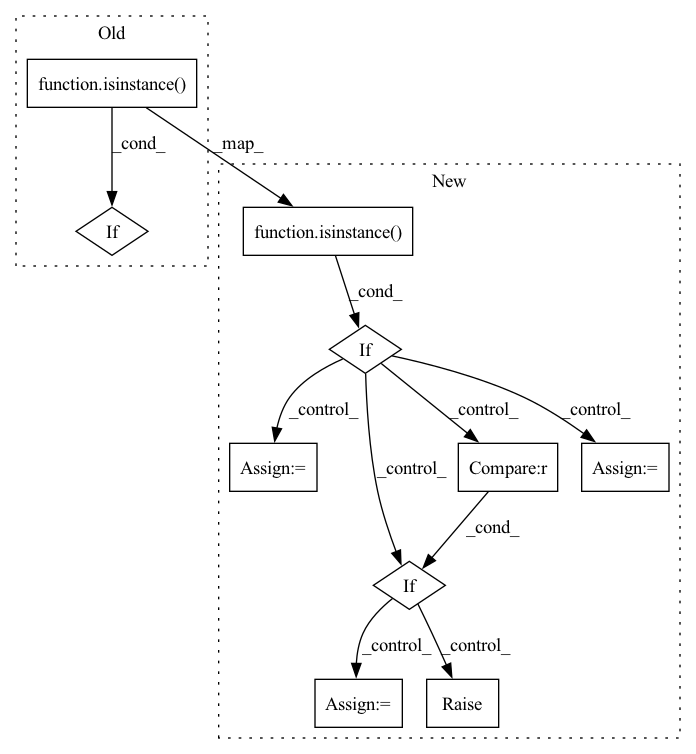 Old
function.isinstance()
_cond_
_map_
If
New
function.isinstance()
_cond_
If
_control_
_control_
_control_
_control_
Assign:=
Compare:r
Assign:=
_cond_
If
_control_
_control_
Assign:=
Raise